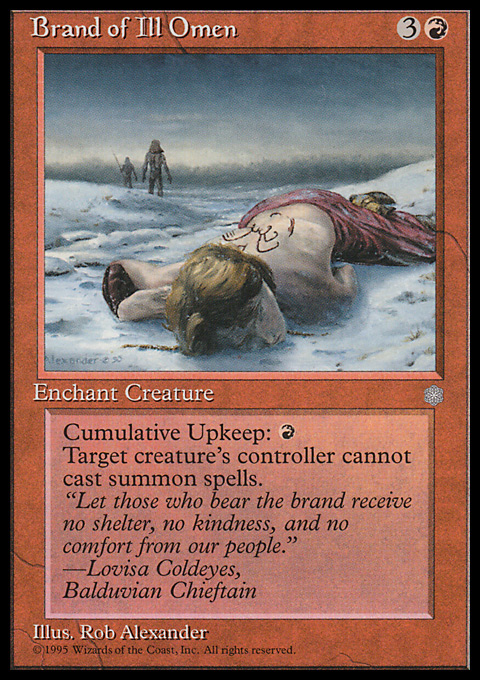 Brand of Ill Omen 3
Alexander
Enchant Creature
Cumulative Upkeep:
Target creature's controller cannot
cast summon spells.
"Let those who bear the brand receive
no shelter, no kindness, and no
comfort from our people."
—Lovisa Coldeyes,
Balduvian Chieftain
Illus. Rob Alexander
©1995 Wizards of the Coast, Inc. All rights reserved.